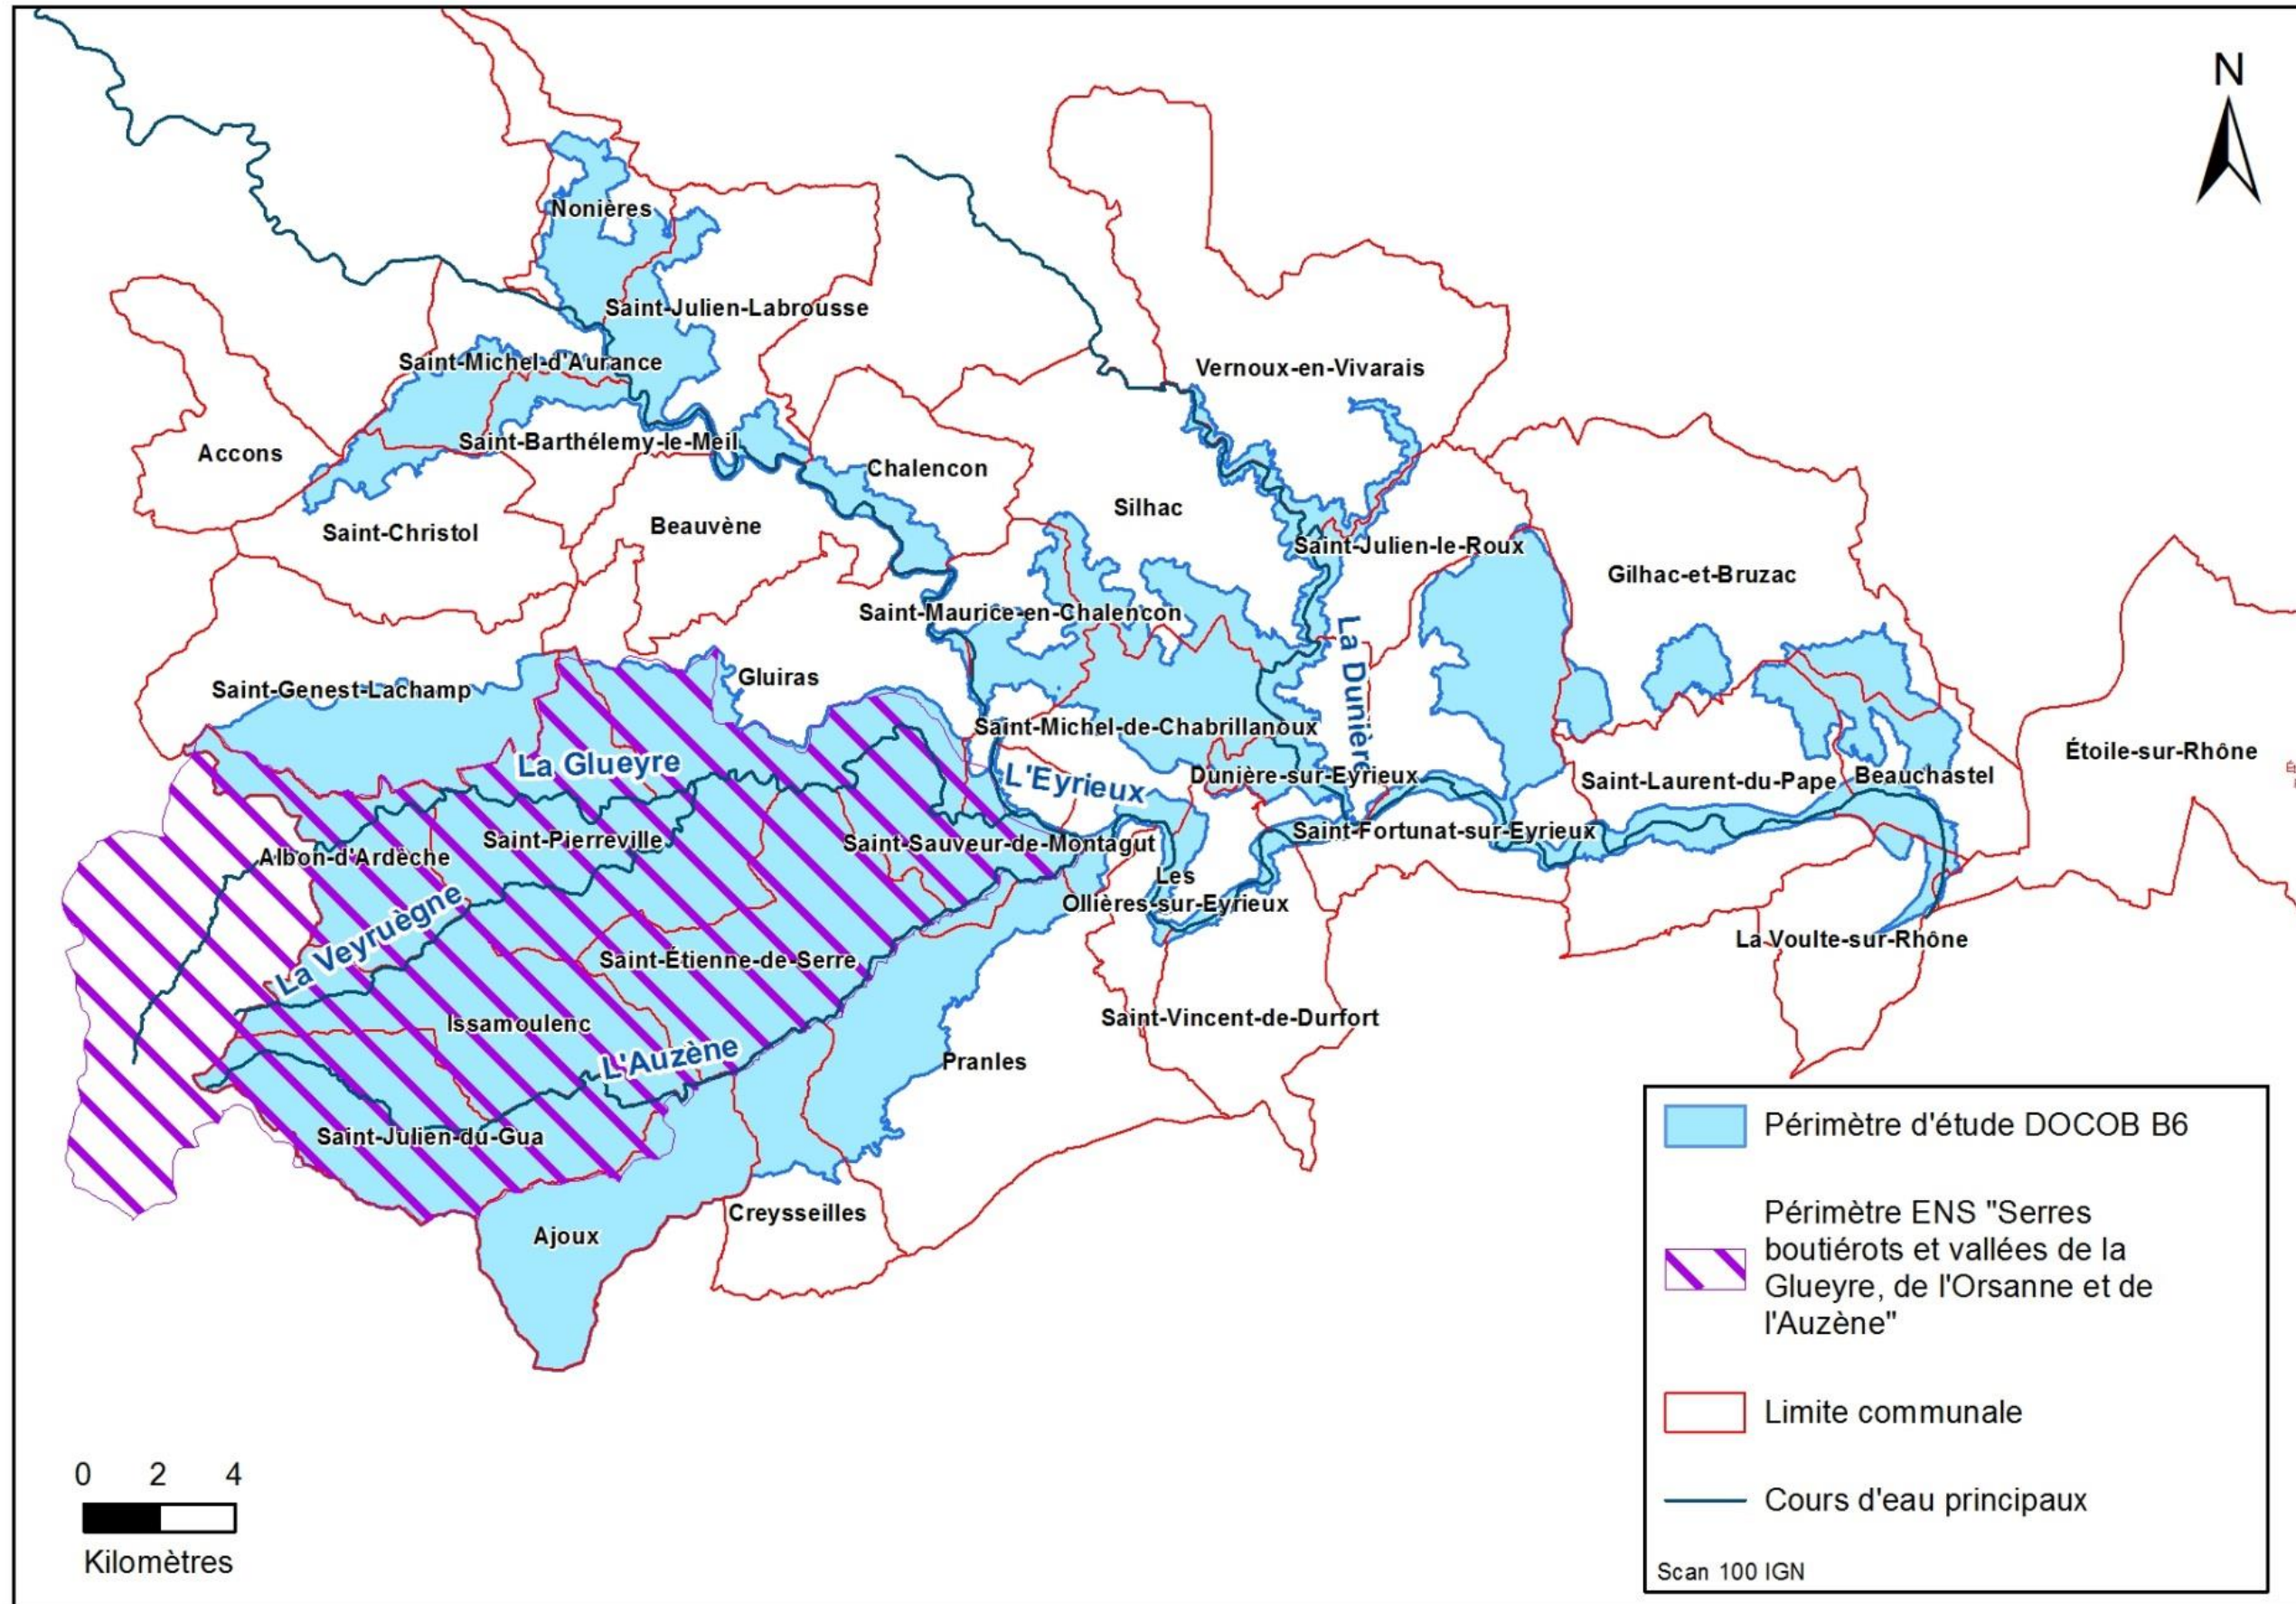 N
Nonières
Saint-Julien-Labrousse
Saint-Michel-d'Aurance
Vernoux-en-Vivarais
Accons
Saint-Barthélemy-le-Meil
Chalencon
Silhac
Saint-Christol
Beauvène
Saint-Julien-le-Roux
Gilhac-et-Bruzac
Saint-Maurice-en-Chalencon
La Dunière
Saint-Genest-Lachamp
Gluiras
Saint-Michel-de-Chabrillanoux
Étoile-sur-Rhône
La Glueyre
L'Eyrieux
Dunière-sur-Eyrieux
Saint-Laurent-du-Pape
Beauchastel
Saint-Pierreville
Saint-Sauveur-de-Montagut
Saint-Fortunat-sur-Eyrieux
Albon-d'Ardèche
Les
Ollières-sur-Eyrieux
La Veyruègne
La Voulte-sur-Rhône
Saint-Étienne-de-Serre
Issamoulenc
Saint-Vincent-de-Durfort
L'Auzène
Pranles
Saint-Julien-du-Gua
Creysseilles
Ajoux
Périmètre d'étude DOCOB B6
Périmètre ENS "Serres
boutiérots et vallées de la
Glueyre, de l'Orsanne et de
l'Auzène"
Limite communale
Cours d'eau principaux
Scan 100 IGN
0 2 4
Kilomètres